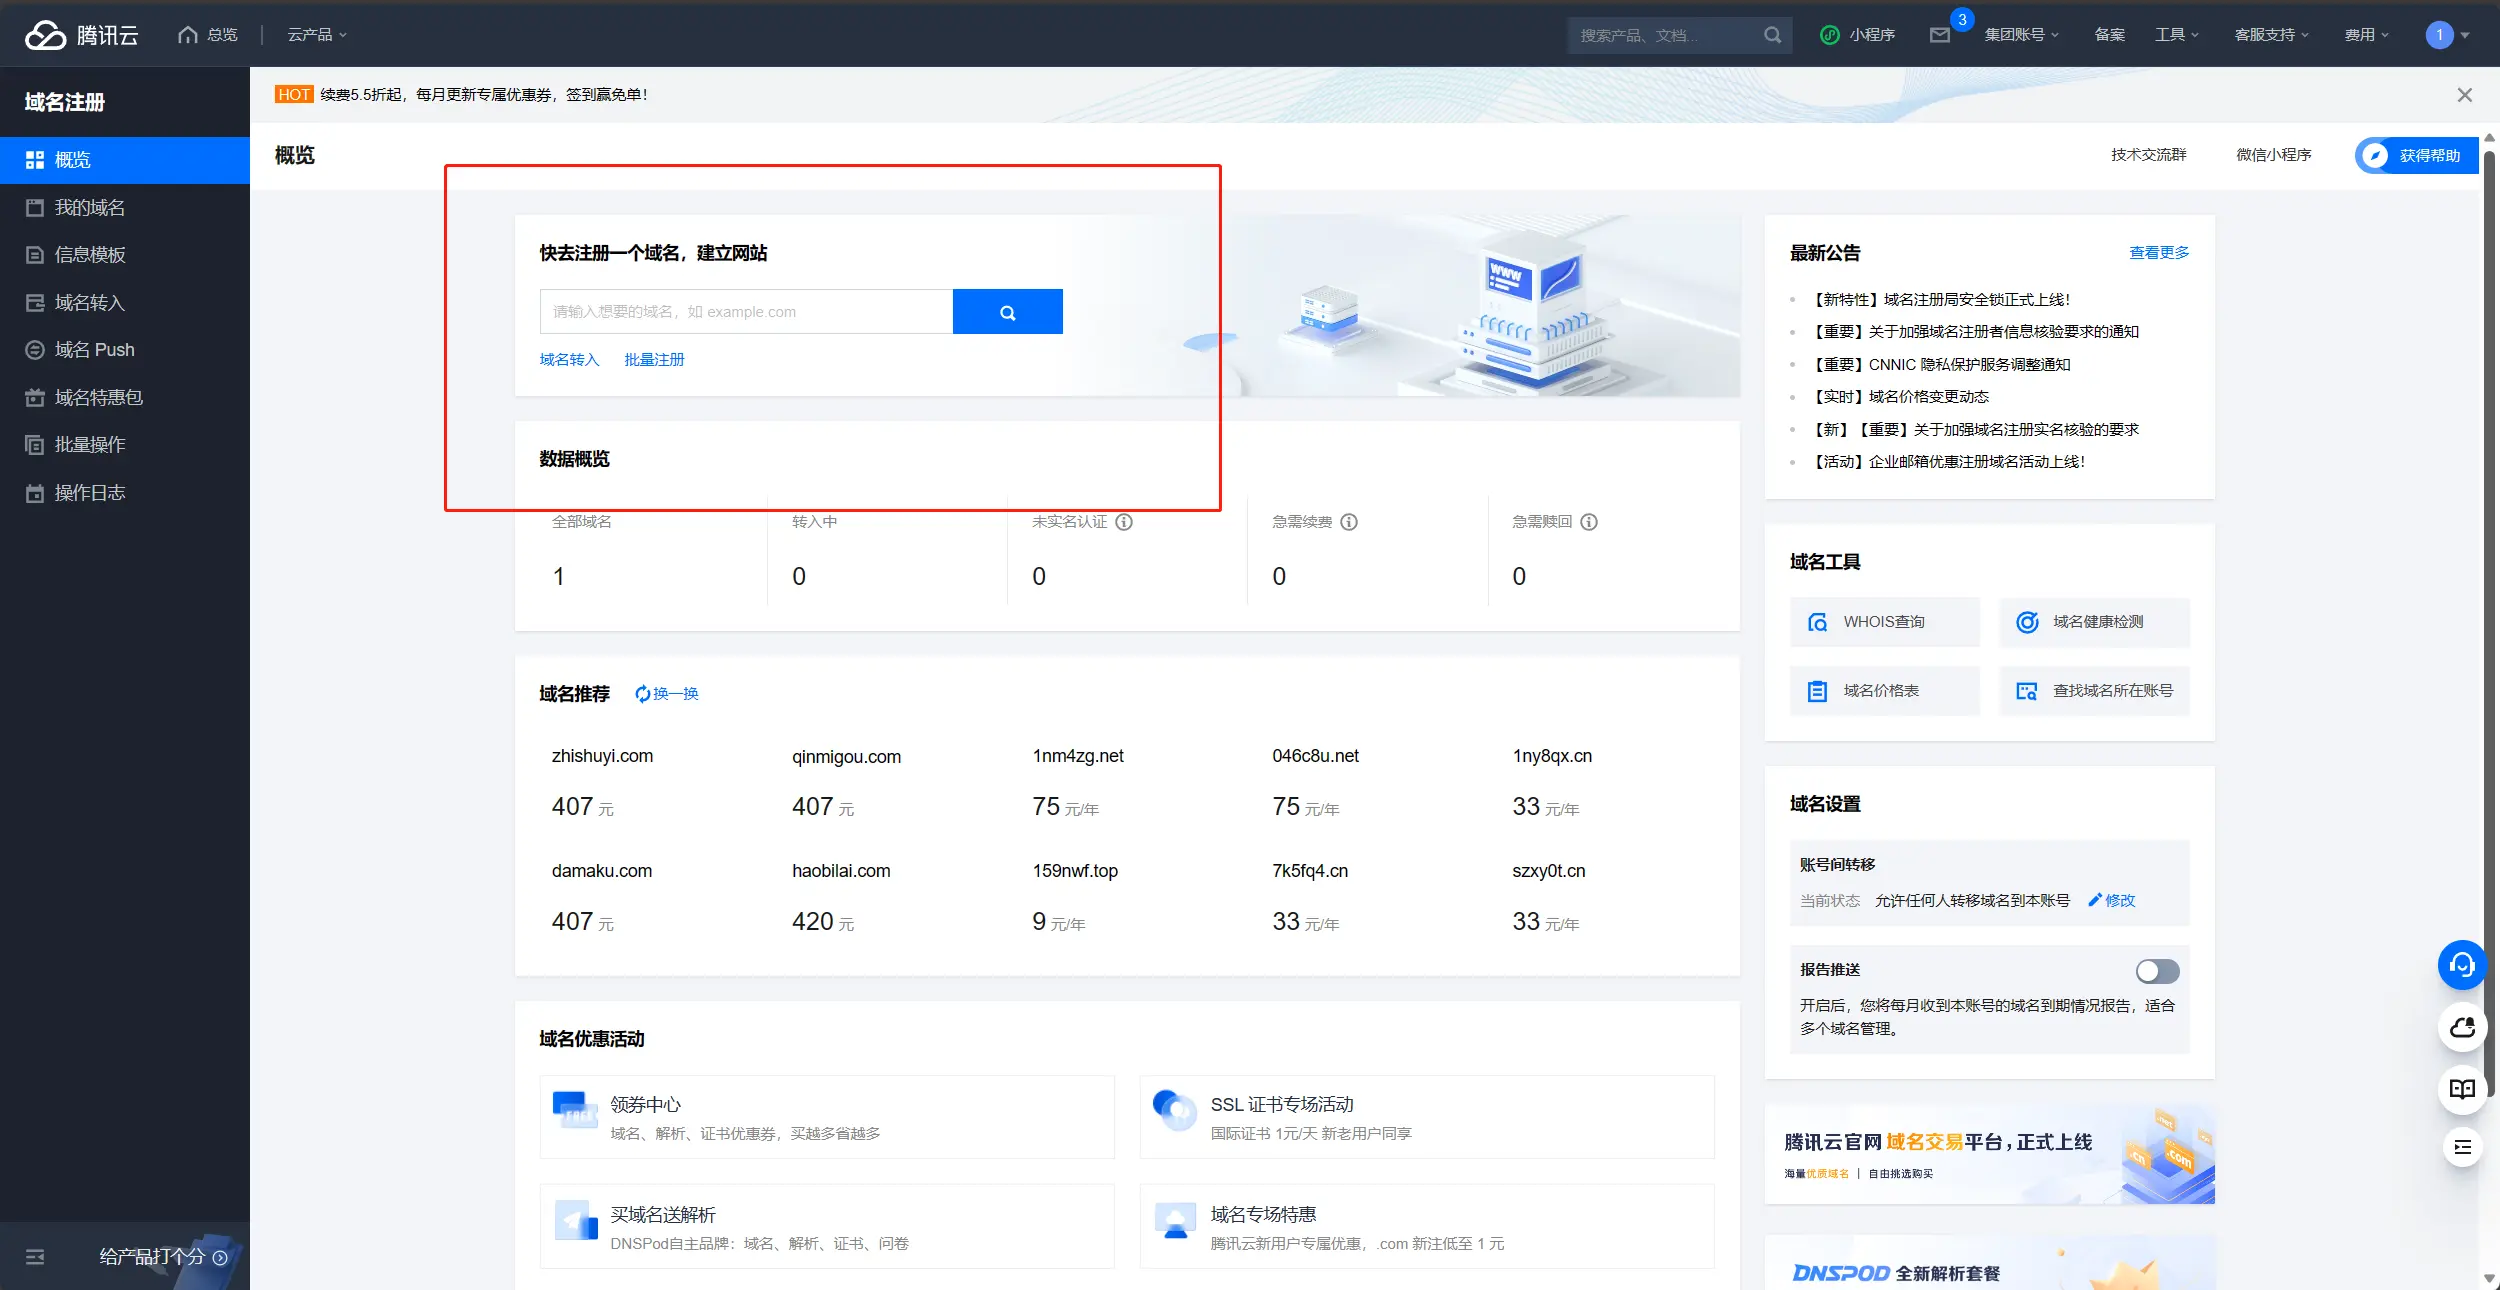 腾讯云
总览
云产品
搜索产品、文档...
小程序
3
集团账号
备案
工具
客服支持
费用
1
域名注册
概览
我的域名
信息模板
域名转入
域名 Push
域名特惠包
批量操作
操作日志
给产品打个分
HOT 续费5.5折起，每月更新专属优惠券，签到赢免单！
概览
技术交流群
微信小程序
获得帮助
快去注册一个域名，建立网站
请输入想要的域名，如 example.com
域名转入 批量注册
WWW
数据概览
全部域名 转入中 未实名认证 急需续费 急需赎回
1 0 0 0 0
域名推荐 换一换
zhishuyi.com qinmigou.com 1nm4zg.net 046c8u.net 1ny8qx.cn
407 元 407 元 75 元/年 75 元/年 33 元/年
damaku.com haobilai.com 159nwf.top 7k5fq4.cn szxy0t.cn
407 元 420 元 9 元/年 33 元/年 33 元/年
域名优惠活动
FREE
领券中心
域名、解析、证书优惠券，买越多省越多
SSL 证书专场活动
国际证书 1元/天 新老用户同享
买域名送解析
DNSPod自主品牌：域名、解析、证书、问卷
域名专场特惠
腾讯云新用户专属优惠，.com 新注低至 1 元
最新公告 查看更多
【新特性】域名注册局安全锁正式上线！
【重要】关于加强域名注册者信息核验要求的通知
【重要】CNNIC 隐私保护服务调整通知
【实时】域名价格变更动态
【新】【重要】关于加强域名注册实名核验的要求
【活动】企业邮箱优惠注册域名活动上线！
域名工具
WHOIS查询 域名健康检测
域名价格表 查找域名所在账号
域名设置
账号间转移
当前状态 允许任何人转移域名到本账号 修改
报告推送
开启后，您将每月收到本账号的域名到期情况报告，适合
多个域名管理。
腾讯云官网 域名交易平台，正式上线
海量优质域名 | 自由挑选购买
.cn
.com
DNSPOD 全新解析套餐